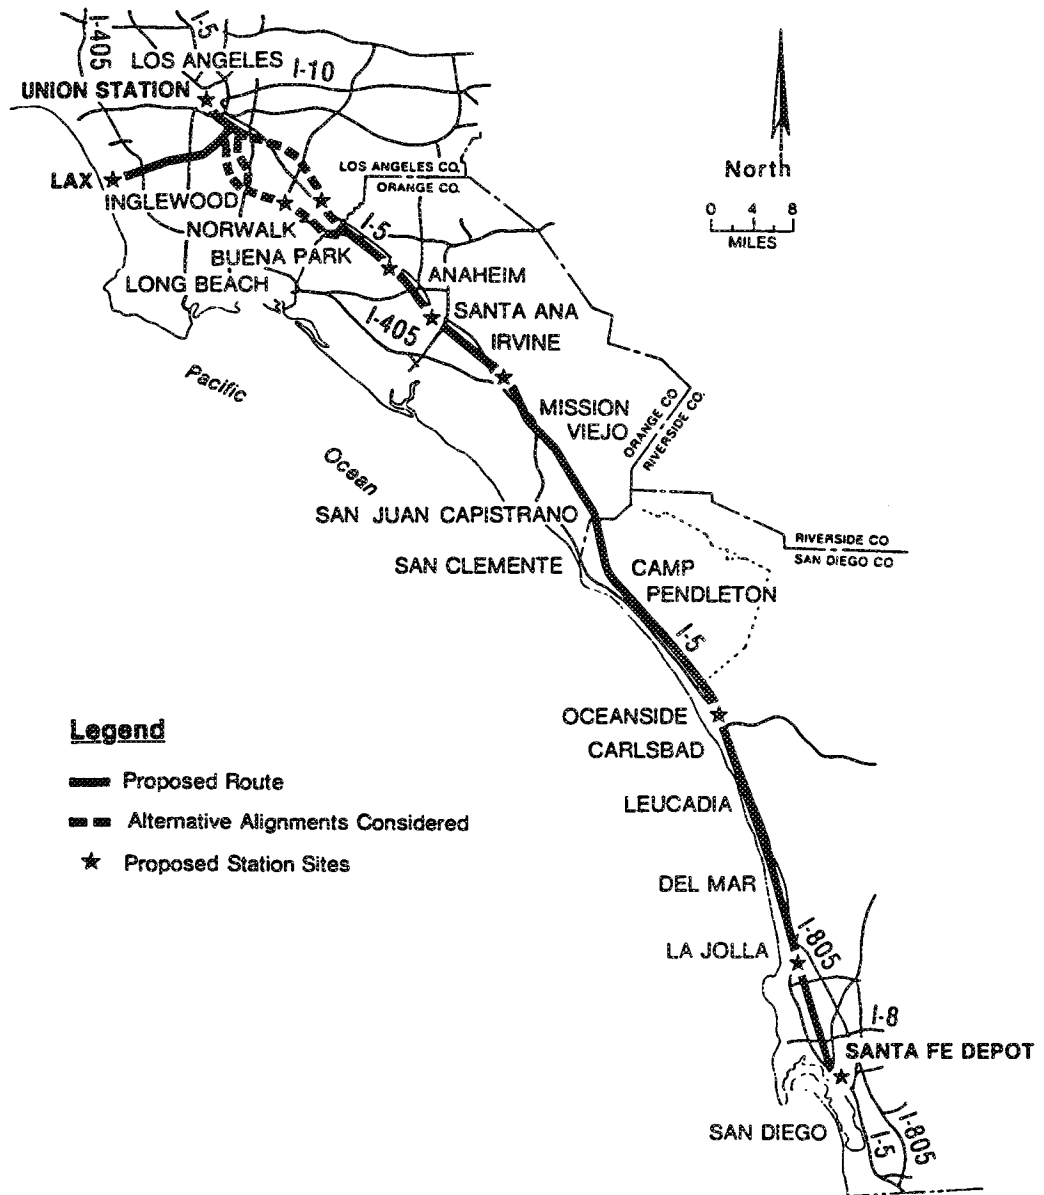 I-405
I-5
LOS ANGELES
I-10
UNION STATION
North
LOS ANGELES CO.
ORANGE CO.
LAX
INGLEWOOD
0 4 8
MILES
NORWALK
I-5
BUENA PARK
ANAHEIM
LONG BEACH
SANTA ANA
I-405
IRVINE
Pacific
Ocean
MISSION
VIEJO
ORANGE CO
RIVERSIDE CO.
SAN JUAN CAPISTRANO
RIVERSIDE CO
SAN DIEGO CO
SAN CLEMENTE
CAMP
PENDLETON
I-5
OCEANSIDE
CARLSBAD
Legend
Proposed Route
Alternative Alignments Considered
Proposed Station Sites
LEUCADIA
DEL MAR
LA JOLLA
I-805
I-8
SANTA FE DEPOT
SAN DIEGO
I-5
I-805